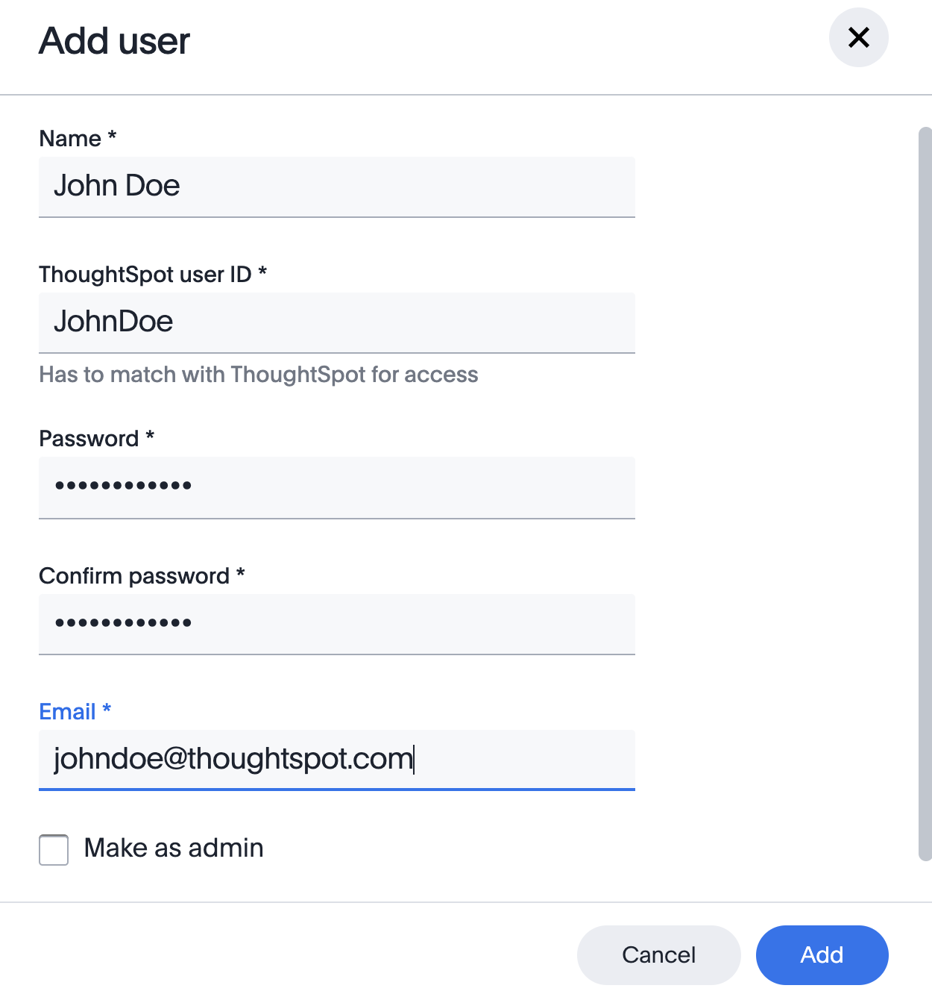 Add user
Name *
John Doe
ThoughtSpot user ID *
JohnDoe
Has to match with ThoughtSpot for access
Password *
••••••••••••
Confirm password *
••••••••••••
Email *
johndoe@thoughtspot.com
Make as admin
Cancel
Add